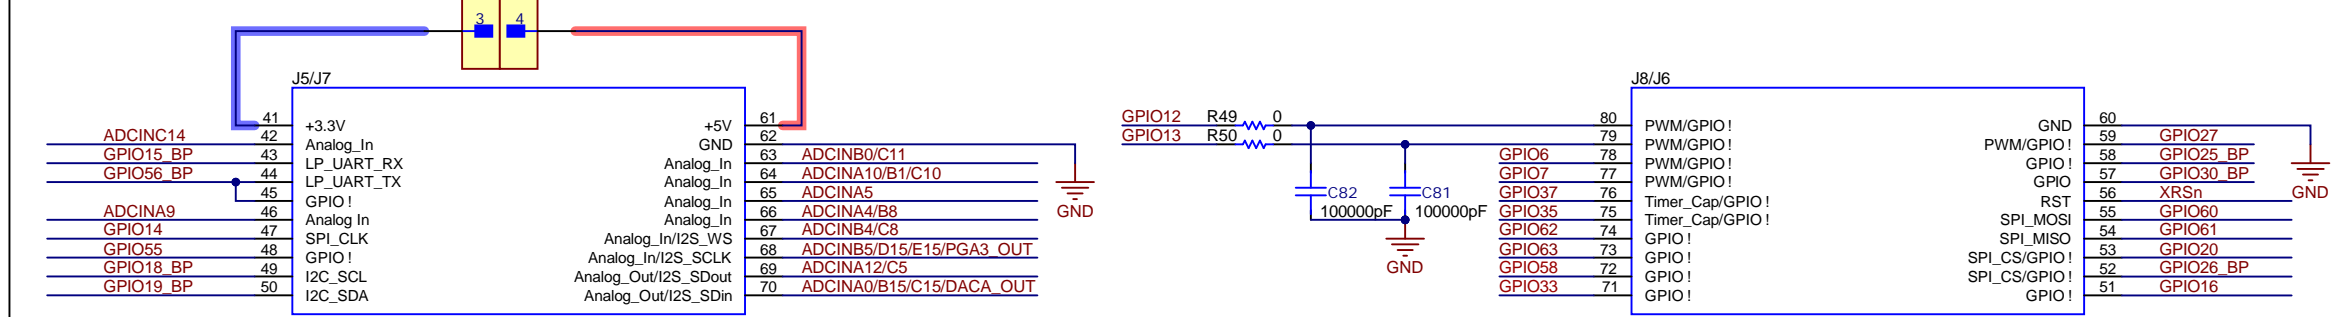 3 4
J5/J7
41 +3.3V +5V 61
ADCINC14 42 Analog_In GND 62
GPIO15_BP 43 LP_UART_RX Analog_In 63 ADCINB0/C11
GPIO56_BP 44 LP_UART_TX Analog_In 64 ADCINA10/B1/C10
45 GPIO ! Analog_In 65 ADCINA5
ADCINA9 46 Analog In Analog_In 66 ADCINA4/B8
GPIO14 47 SPI_CLK Analog_In/I2S_WS 67 ADCINB4/C8
GPIO55 48 GPIO ! Analog_In/I2S_SCLK 68 ADCINB5/D15/E15/PGA3_OUT
GPIO18_BP 49 I2C_SCL Analog_Out/I2S_SDout 69 ADCINA12/C5
GPIO19_BP 50 I2C_SDA Analog_Out/I2S_SDin 70 ADCINA0/B15/C15/DACA_OUT
GND
J8/J6
GPIO12 R49 0 80 PWM/GPIO ! GND 60
GPIO13 R50 0 79 PWM/GPIO ! PWM/GPIO ! 59 GPIO27
GPIO6 78 PWM/GPIO ! GPIO ! 58 GPIO25_BP
GPIO7 77 PWM/GPIO ! GPIO 57 GPIO30_BP
GPIO37 76 Timer_Cap/GPIO ! RST 56 XRSn
GPIO35 75 Timer_Cap/GPIO ! SPI_MOSI 55 GPIO60
GPIO62 74 GPIO ! SPI_MISO 54 GPIO61
GPIO63 73 GPIO ! SPI_CS/GPIO ! 53 GPIO20
GPIO58 72 GPIO ! SPI_CS/GPIO ! 52 GPIO26_BP
GPIO33 71 GPIO ! GPIO ! 51 GPIO16
C82 C81
100000pF 100000pF
GND
GND